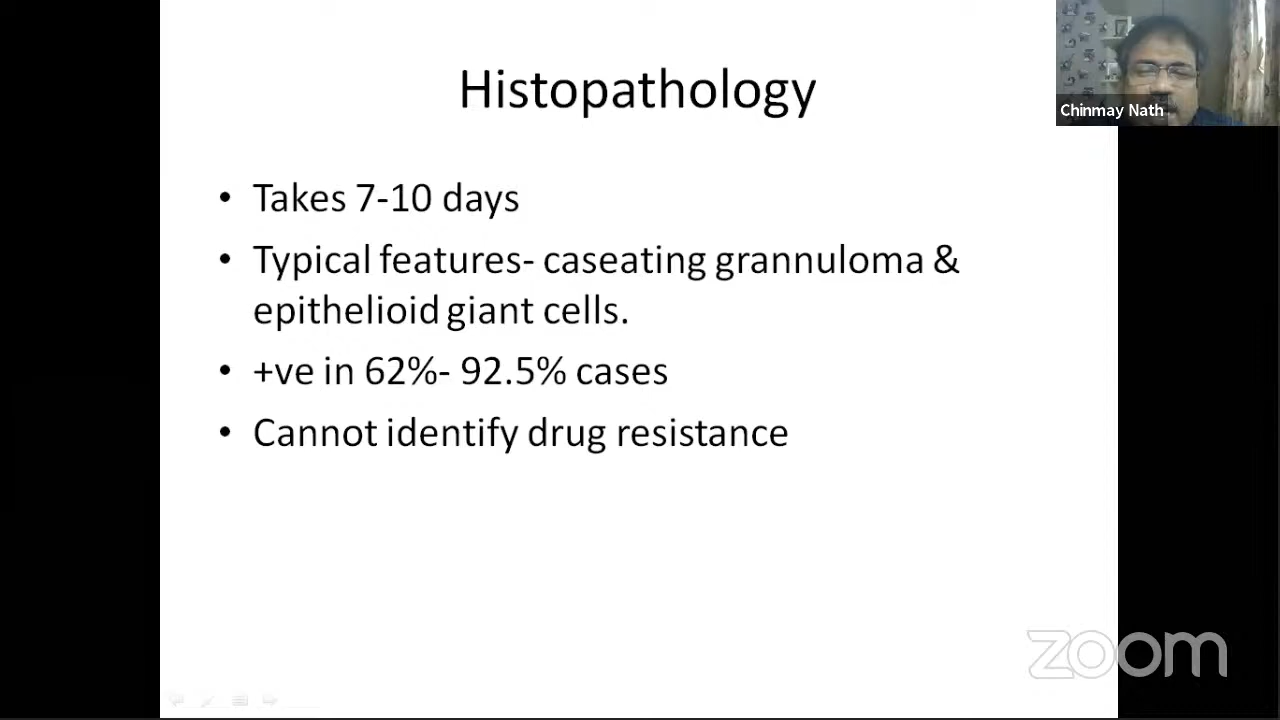 Histopathology
Chinmay Nath
• Takes 7-10 days
• Typical features- caseating grannuloma &
epithelioid giant cells.
• +ve in 62%- 92.5% cases
• Cannot identify drug resistance
zoom